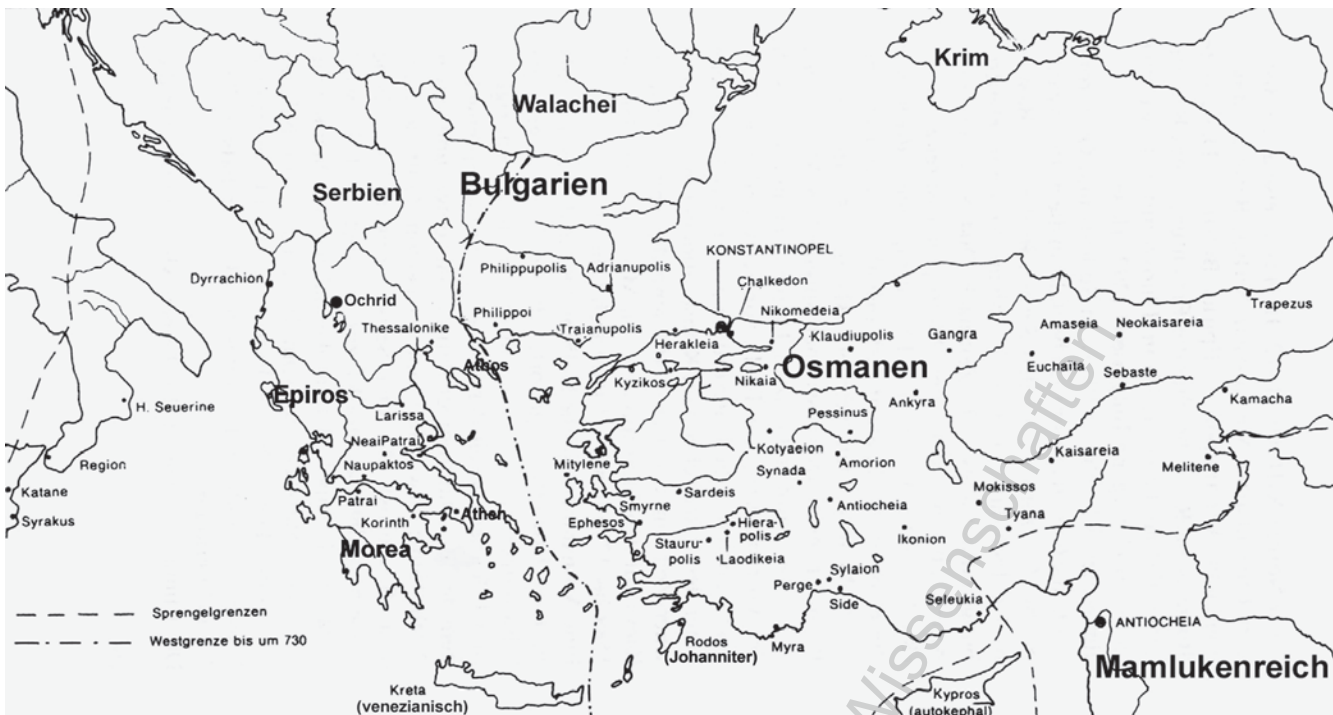 Krim
Walachei
Bulgarien
Serbien
KONSTANTINOPEL
Dyrrachion
Philippupolis
Adrianupolis
Chalkedon
Ochrid
Nikomedeia
Trapezus
Philippoi
Thessalonike
Traianupolis
Klaudiupolis
Gangra
Amaseia
Neokaisareia
Herakleia
Athos
Osmanen
Euchaita
Kyzikos
Nikaia
Sebaste
Epiros
Ankyra
Kamacha
H. Seuerine
Larissa
Pessinus
NeaiPatrai
Kotyaeion
Naupaktos
Mitylene
Synada
Amorion
Kaisareia
Melitene
Region
Katane
Patrai
Smyrne
Sardeis
Antiocheia
Mokissos
Syrakus
Korinth
Athen
Ephesos
Hiera-
polis
Tyana
Morea
Stauru-
polis
Laodikeia
Ikonion
Perge
Sylaion
Side
Seleukia
Sprengelgrenzen
ANTIOCHEIA
Westgrenze bis um 730
Rodos
(Johanniter)
Myra
Mamlukenreich
Kreta
(venezianisch)
Kypros
(autokephal)
Wissenschaften